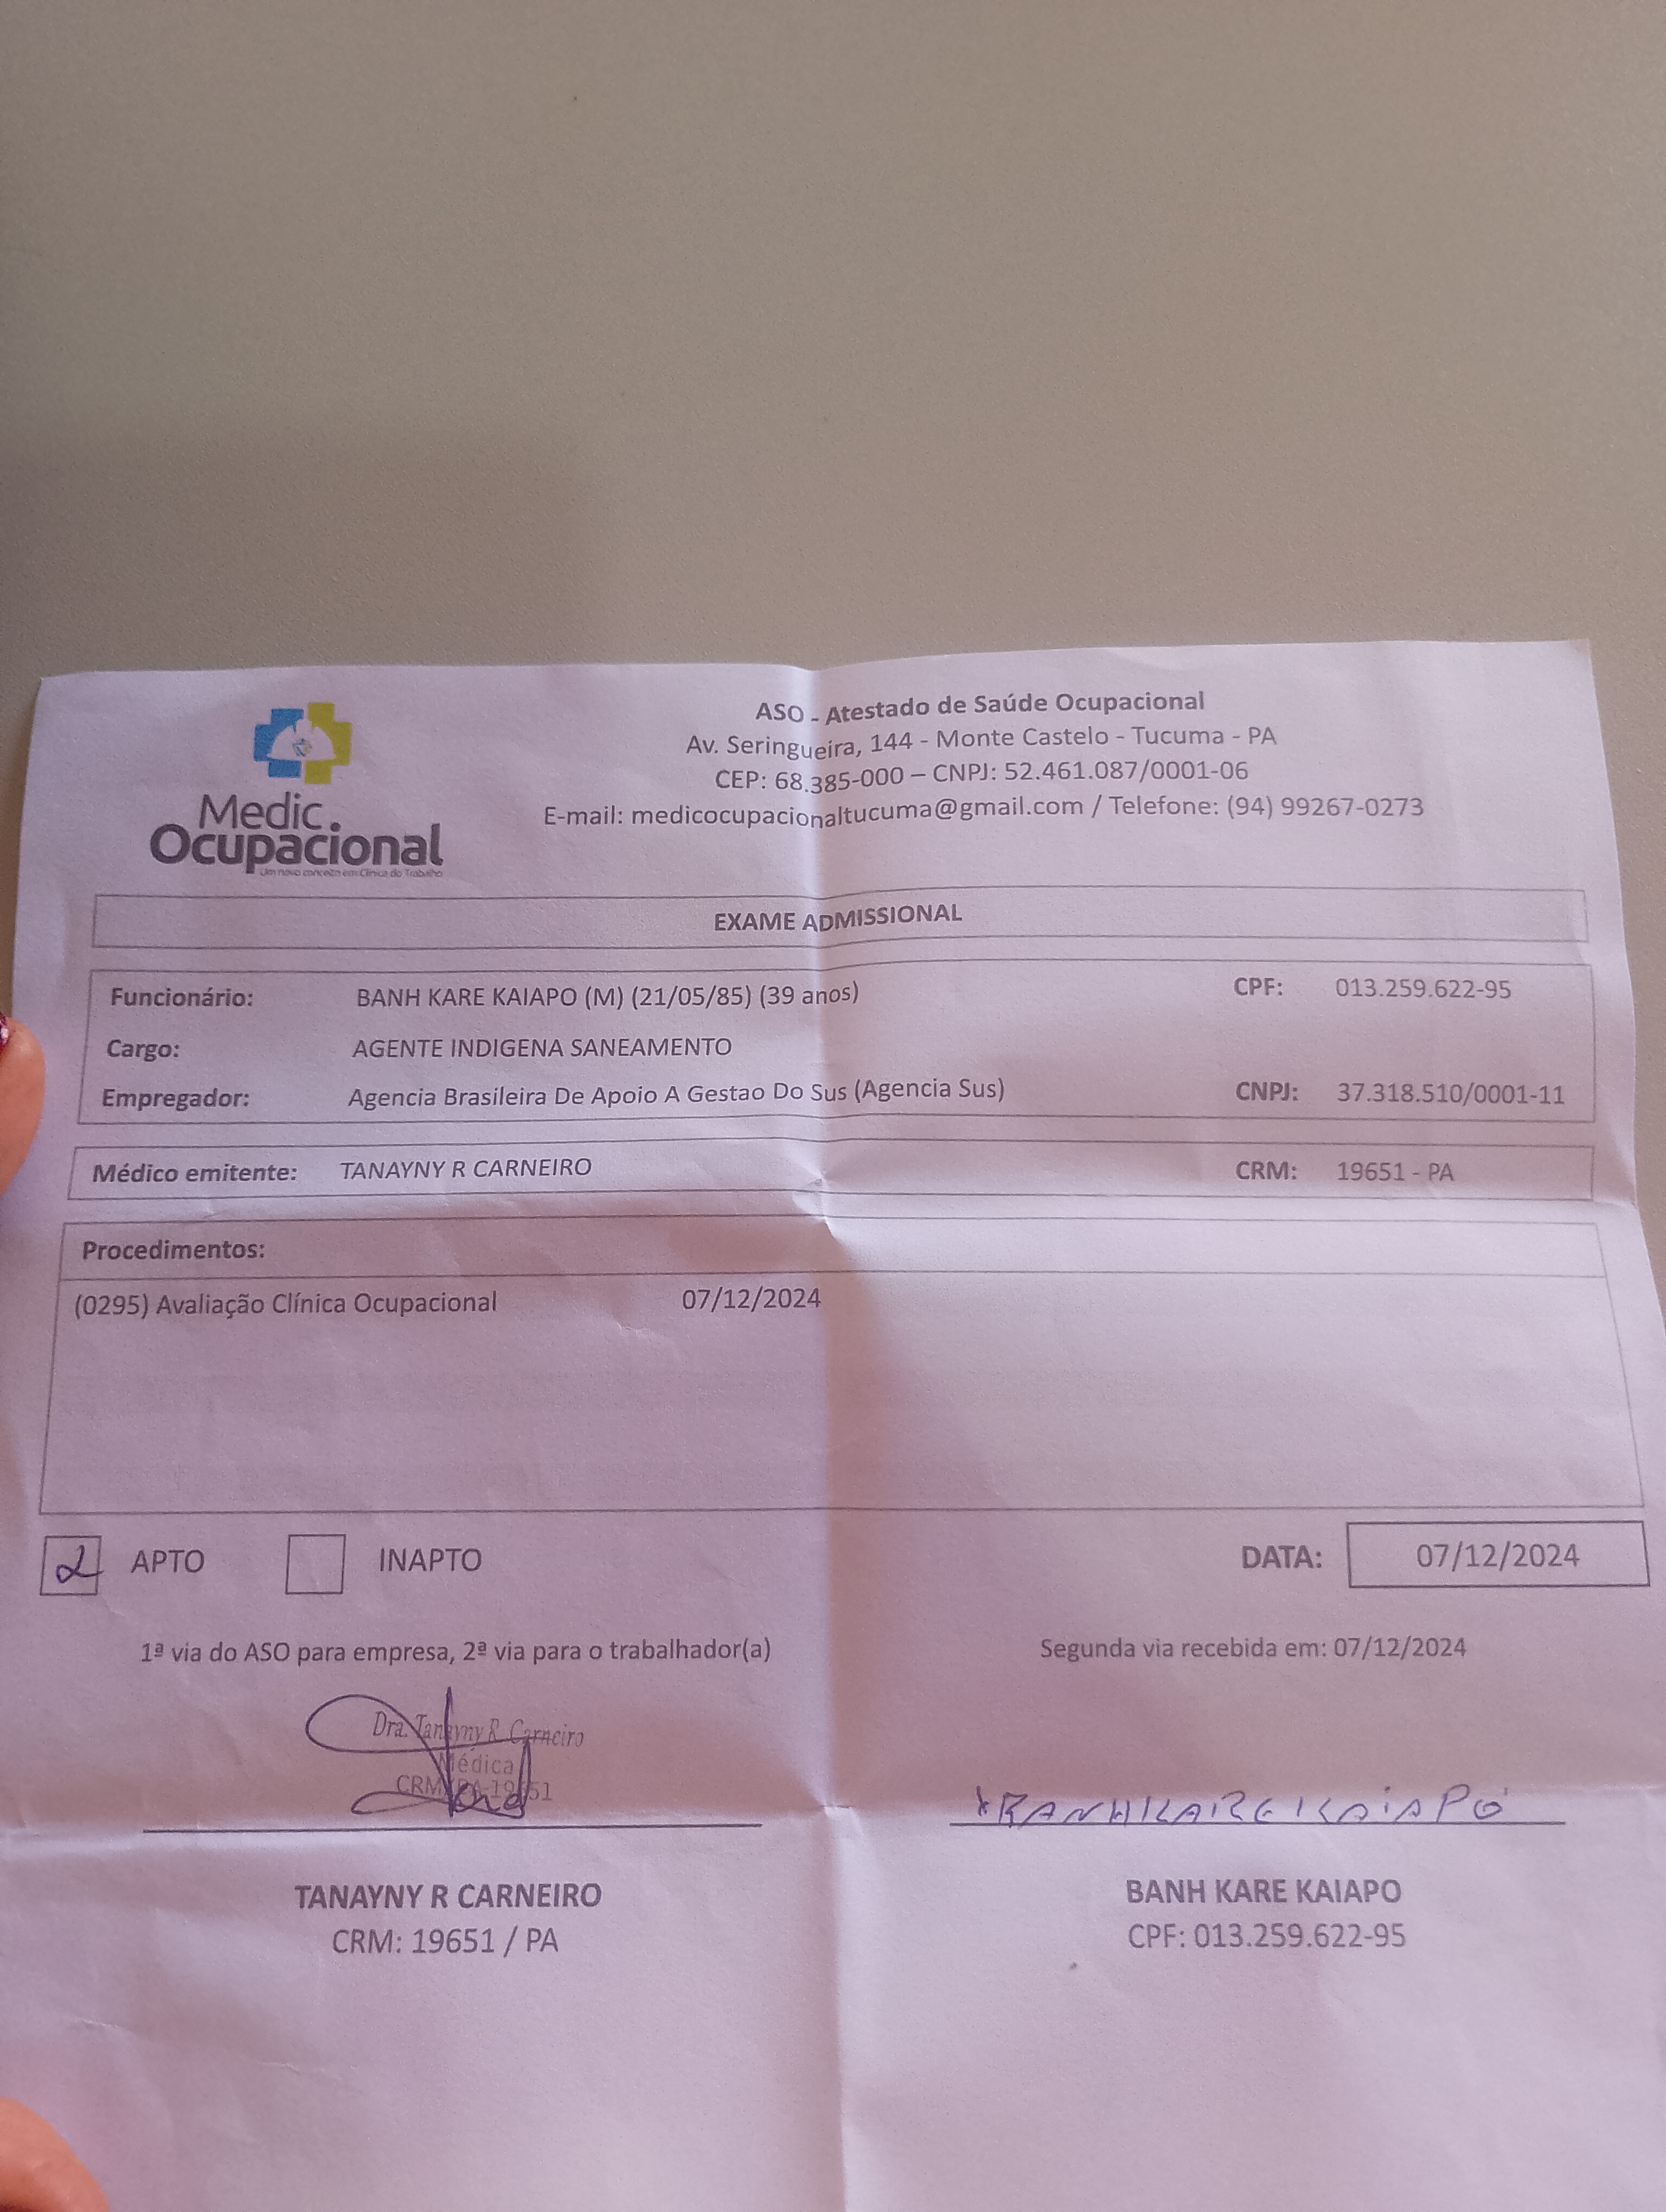 Medic.
Ocupacional
Um novo conceito em Clínica do Trabalho
ASO - Atestado de Saúde Ocupacional
Av. Seringueira, 144 - Monte Castelo - Tucuma - PA
CEP: 68.385-000 – CNPJ: 52.461.087/0001-06
E-mail: medicocupacionaltucuma@gmail.com / Telefone: (94) 99267-0273
EXAME ADMISSIONAL
Funcionário: BANH KARE KAIAPO (M) (21/05/85) (39 anos) CPF: 013.259.622-95
Cargo: AGENTE INDIGENA SANEAMENTO
Empregador: Agencia Brasileira De Apoio A Gestao Do Sus (Agencia Sus) CNPJ: 37.318.510/0001-11
Médico emitente: TANAYNY R CARNEIRO CRM: 19651 - PA
Procedimentos:
(0295) Avaliação Clínica Ocupacional 07/12/2024
APTO INAPTO DATA: 07/12/2024
1ª via do ASO para empresa, 2ª via para o trabalhador(a) Segunda via recebida em: 07/12/2024
Dra. Tanayny R. Carneiro
Médica
CRM/PA-19651
BANHKAREKAIAPÓ
TANAYNY R CARNEIRO BANH KARE KAIAPO
CRM: 19651 / PA CPF: 013.259.622-95